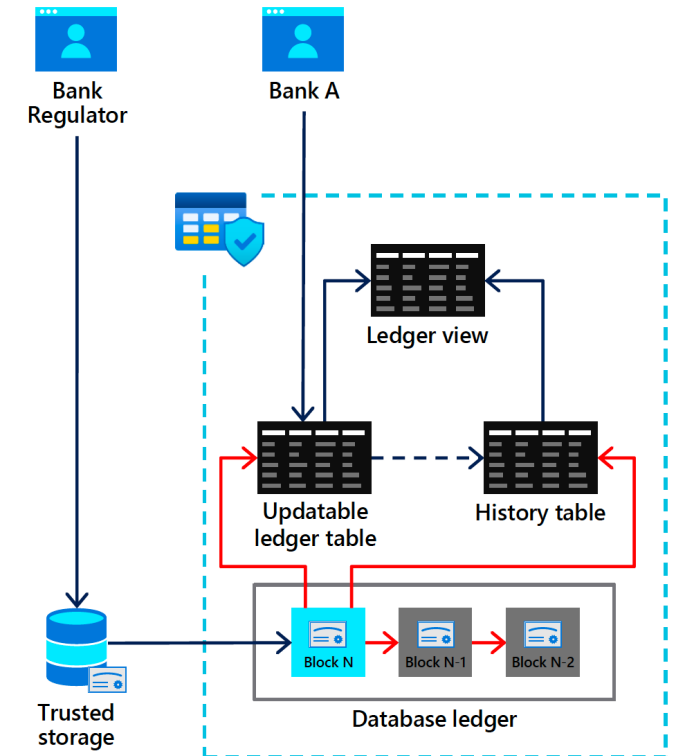 Bank
Regulator
Bank A
Ledger view
Updatable
ledger table
History table
Block N
Block N-1
Block N-2
Database ledger
Trusted
storage